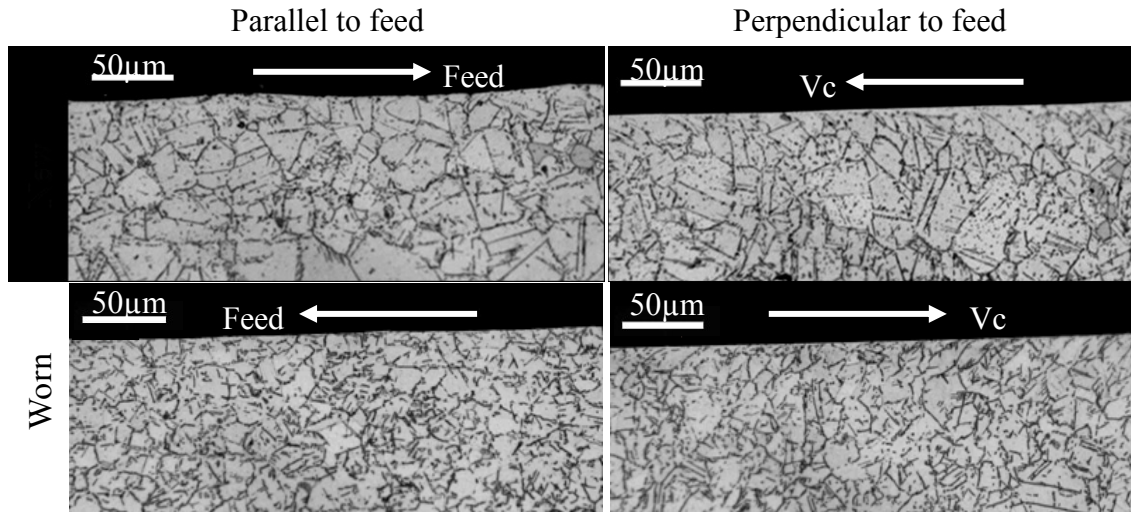 Parallel to feed
Perpendicular to feed
50µm
Feed
50µm
Vc
50µm
Feed
50µm
Vc
Worn